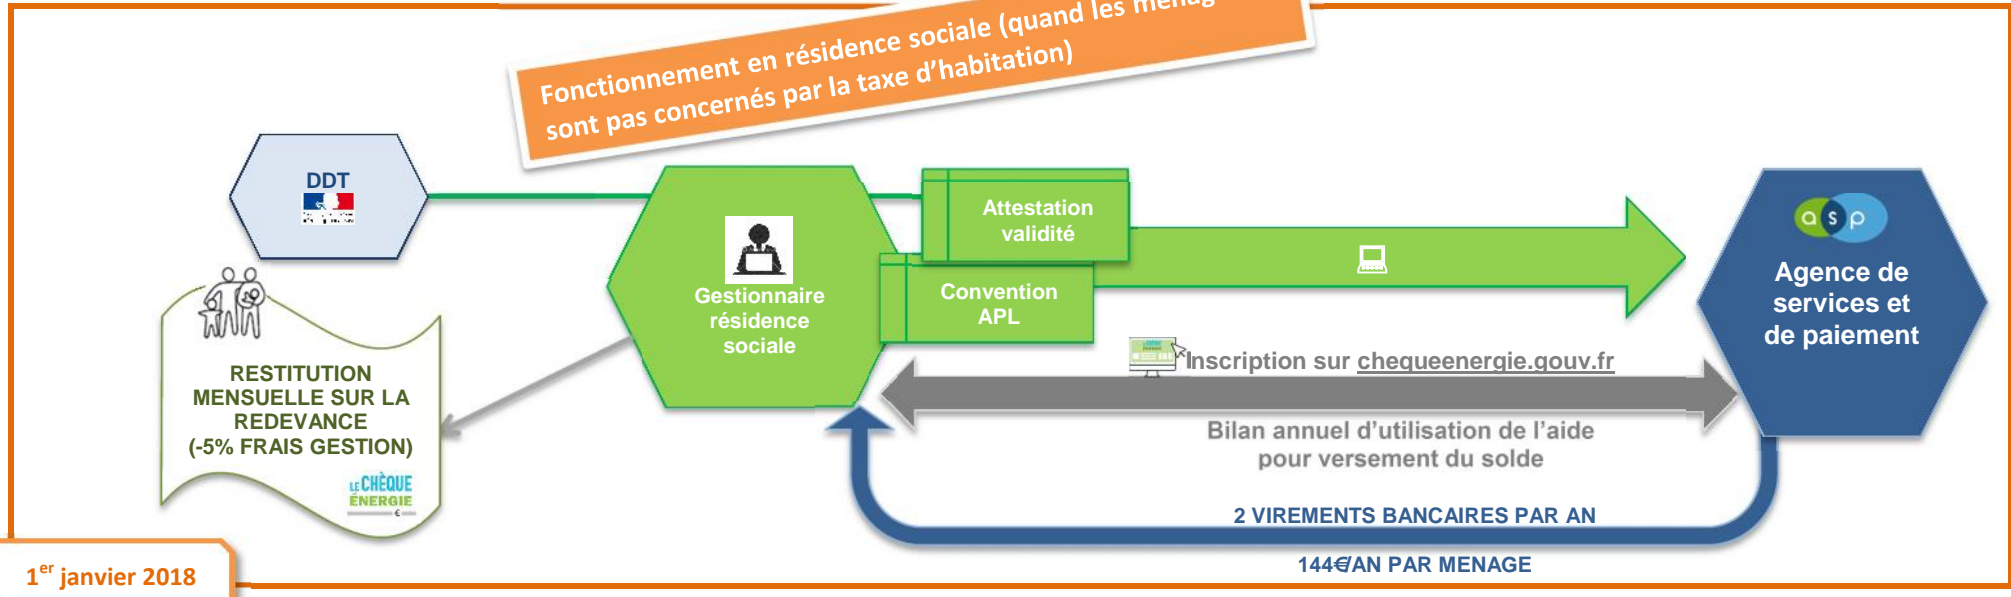 Fonctionnement en résidence sociale (quand les
sont pas concernés par la taxe d’habitation)
DDT
Gestionnaire
résidence
sociale
Attestation
validité
Convention
APL
asp
Agence de
services et
de paiement
RESTITUTION
MENSUELLE SUR LA
REDEVANCE
(-5% FRAIS GESTION)
LE CHÈQUE
ÉNERGIE
€
Inscription sur chequeenergie.gouv.fr
Bilan annuel d’utilisation de l’aide
pour versement du solde
2 VIREMENTS BANCAIRES PAR AN
144€/AN PAR MENAGE
1er janvier 2018